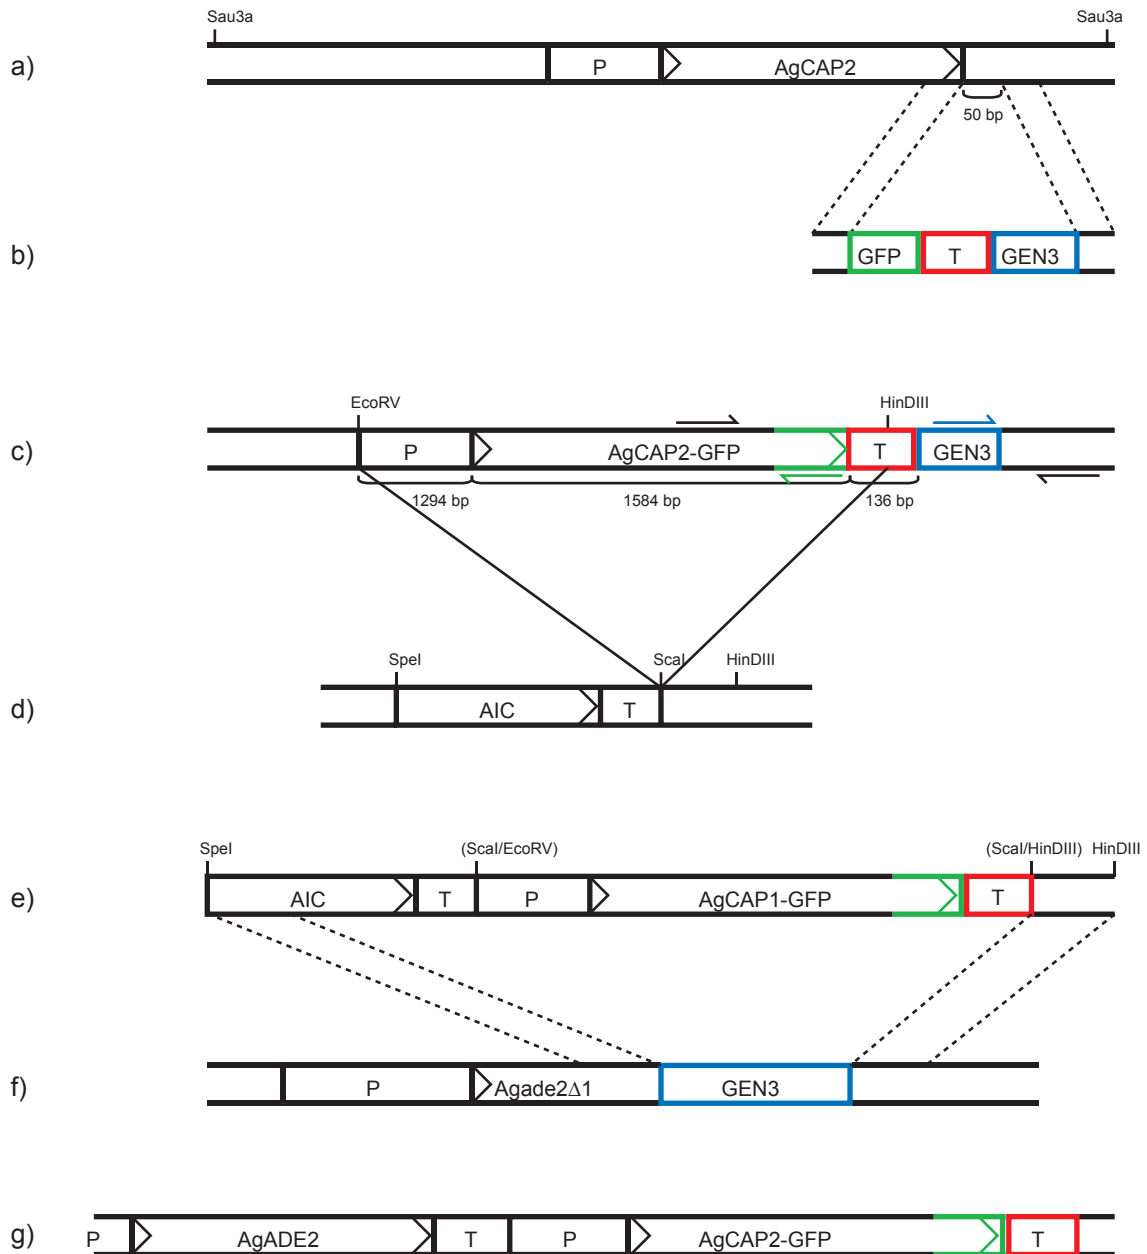 Sau3a Sau3a
a) P AgCAP2
50 bp
b) GFP T GEN3
EcoRV HinDIII
c) P AgCAP2-GFP T GEN3
1294 bp 1584 bp 136 bp
SpeI ScaI HinDIII
d) AIC T
SpeI (ScaI/EcoRV) (ScaI/HinDIII) HinDIII
e) AIC T P AgCAP1-GFP T
f) P Agade2Δ1 GEN3
g) P AgADE2 T P AgCAP2-GFP T